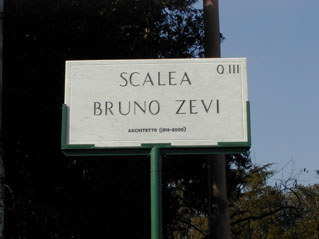 Q.III
SCALEA
BRUNO ZEVI
ARCHITETTO (1918-2000)